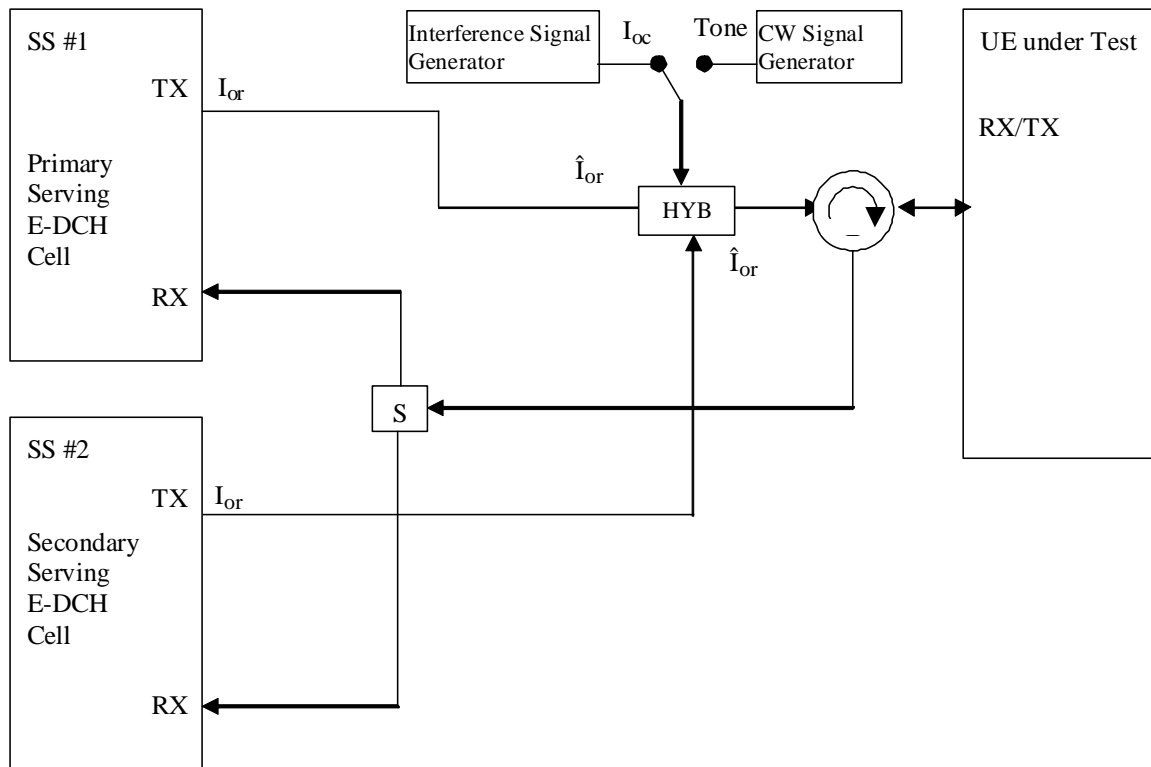 SS #1
TX
I_or
Primary
Serving
E-DCH
Cell
RX
Interference Signal
Generator
I_oc
Tone
CW Signal
Generator
UE under Test
RX/TX
Î_or
HYB
Î_or
S
SS #2
TX
I_or
Secondary
Serving
E-DCH
Cell
RX